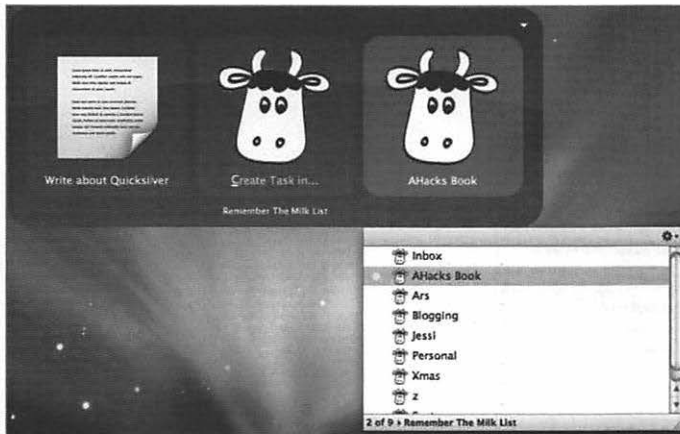 Write about Quicksilver
Create Task in...
AHacks Book
Remember The Milk List
Inbox
AHacks Book
Ars
Blogging
Jessi
Personal
Xmas
z
2 of 9 ▸ Remember The Milk List